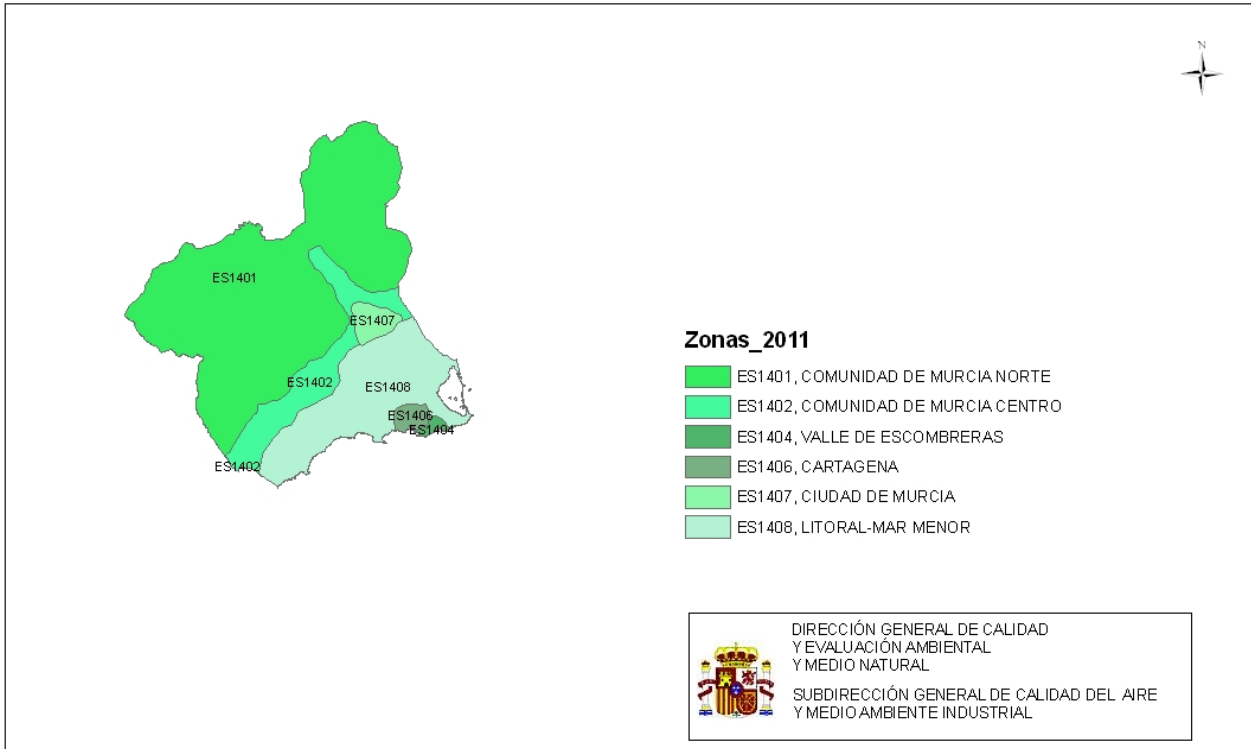 N
ES1401
ES1407
ES1402
ES1408
ES1406
ES1404
ES1402
Zonas_2011
ES1401, COMUNIDAD DE MURCIA NORTE
ES1402, COMUNIDAD DE MURCIA CENTRO
ES1404, VALLE DE ESCOMBRERAS
ES1406, CARTAGENA
ES1407, CIUDAD DE MURCIA
ES1408, LITORAL-MAR MENOR
DIRECCIÓN GENERAL DE CALIDAD
Y EVALUACIÓN AMBIENTAL
Y MEDIO NATURAL
SUBDIRECCIÓN GENERAL DE CALIDAD DEL AIRE
Y MEDIO AMBIENTE INDUSTRIAL